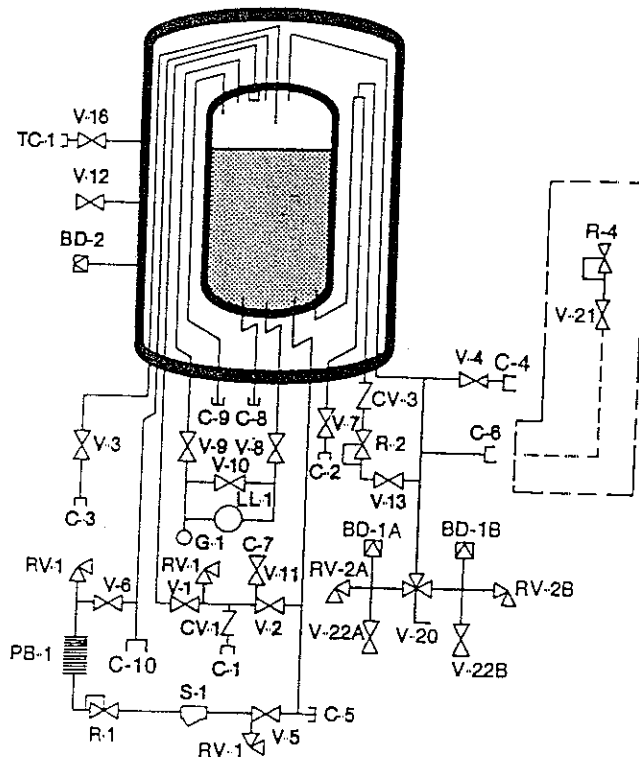 V-16
TC-1
V-12
BD-2
R-4
V-21
V-4
C-4
C-9
C-8
CV-3
C-6
V-3
V-9
V-8
V-7
R-2
V-10
C-2
LL-1
V-13
C-3
G-1
C-7
BD-1A
BD-1B
RV-1
RV-1
V-11
RV-2A
RV-2B
V-6
V-1
CV-1
V-2
V-22A
V-20
V-22B
PB-1
C-10
C-1
S-1
C-5
R-1
RV-1
V-5